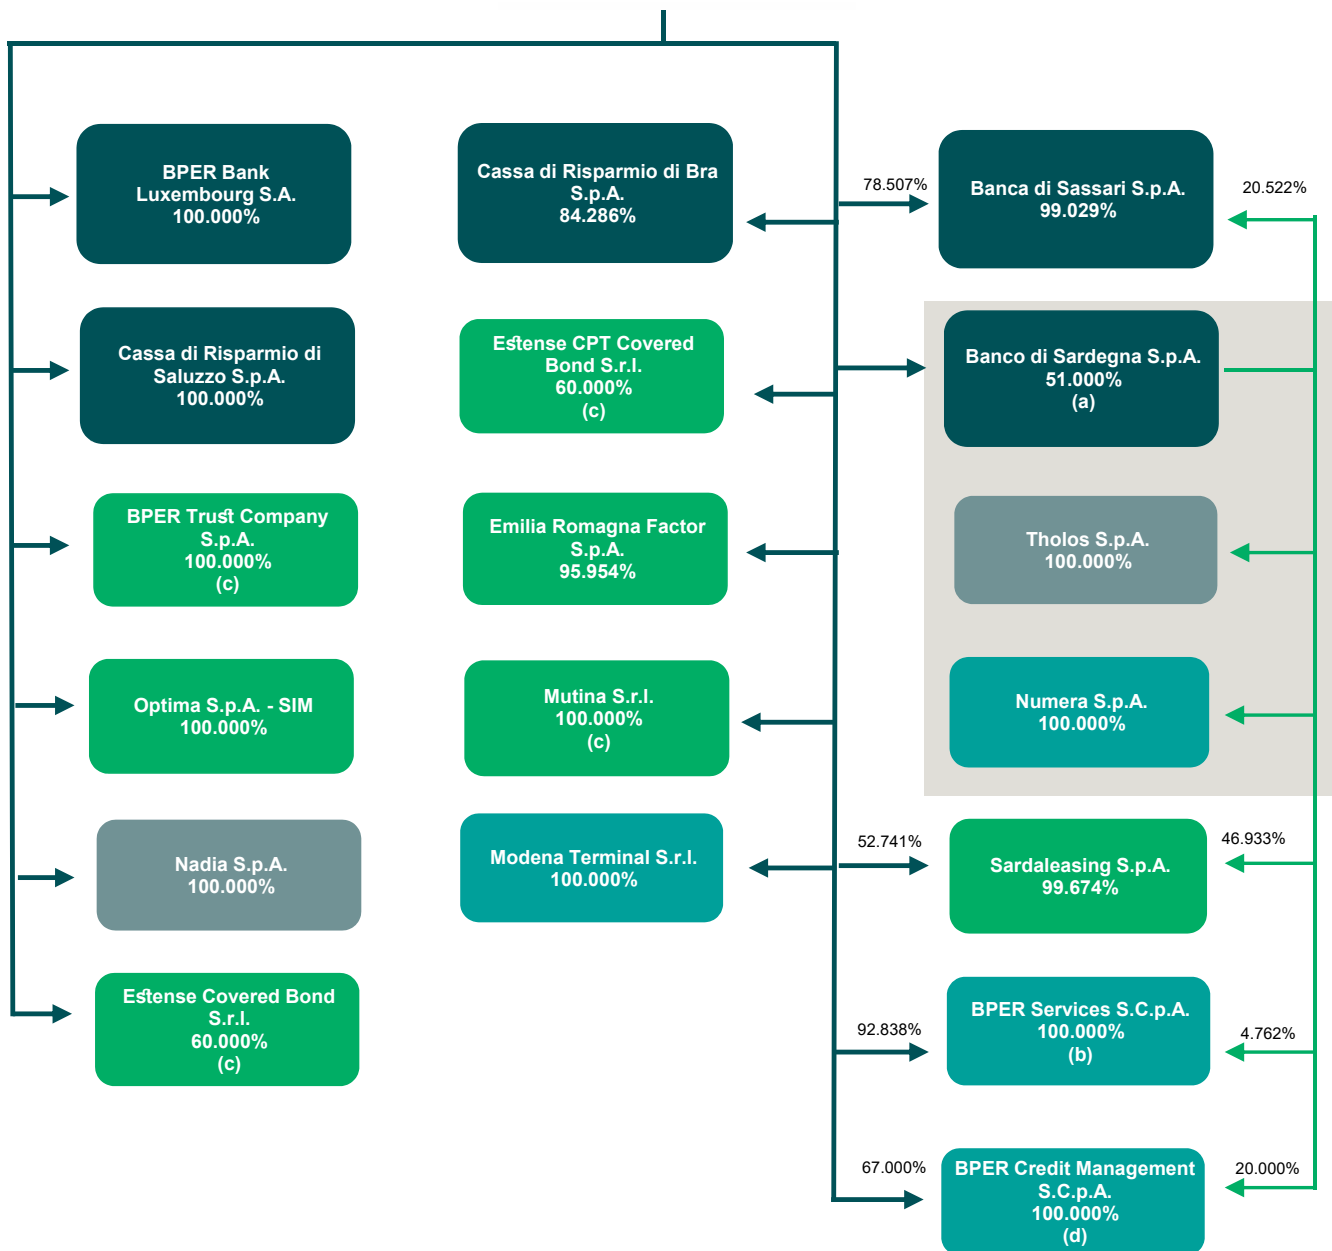 BPER Bank
Luxembourg S.A.
100.000%
Cassa di Risparmio di Bra
S.p.A.
84.286%
78.507%
Banca di Sassari S.p.A.
99.029%
20.522%
Cassa di Risparmio di
Saluzzo S.p.A.
100.000%
Estense CPT Covered
Bond S.r.l.
60.000%
(c)
Banco di Sardegna S.p.A.
51.000%
(a)
BPER Trust Company
S.p.A.
100.000%
(c)
Emilia Romagna Factor
S.p.A.
95.954%
Tholos S.p.A.
100.000%
Optima S.p.A. - SIM
100.000%
Mutina S.r.l.
100.000%
(c)
Numera S.p.A.
100.000%
Nadia S.p.A.
100.000%
Modena Terminal S.r.l.
100.000%
52.741%
Sardaleasing S.p.A.
99.674%
46.933%
Estense Covered Bond
S.r.l.
60.000%
(c)
92.838%
BPER Services S.C.p.A.
100.000%
(b)
4.762%
67.000%
BPER Credit Management
S.C.p.A.
100.000%
(d)
20.000%